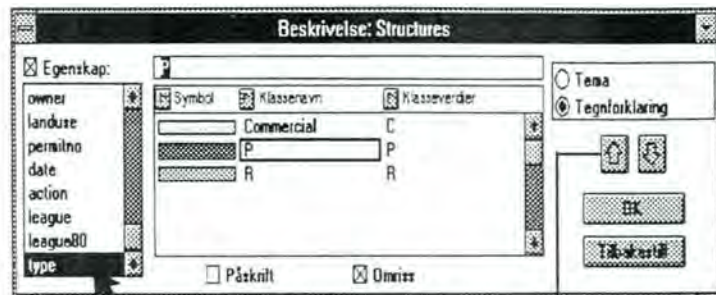 Beskrivelse: Structures
Egenskap:
P
Tema
Tegnforklaring
owner
landuse
permitno
date
action
league
league80
type
Symbol Klassenavn Klasseverdier
Commercial C
P P
R R
OK
Tilbakestill
Påskrift Omriss